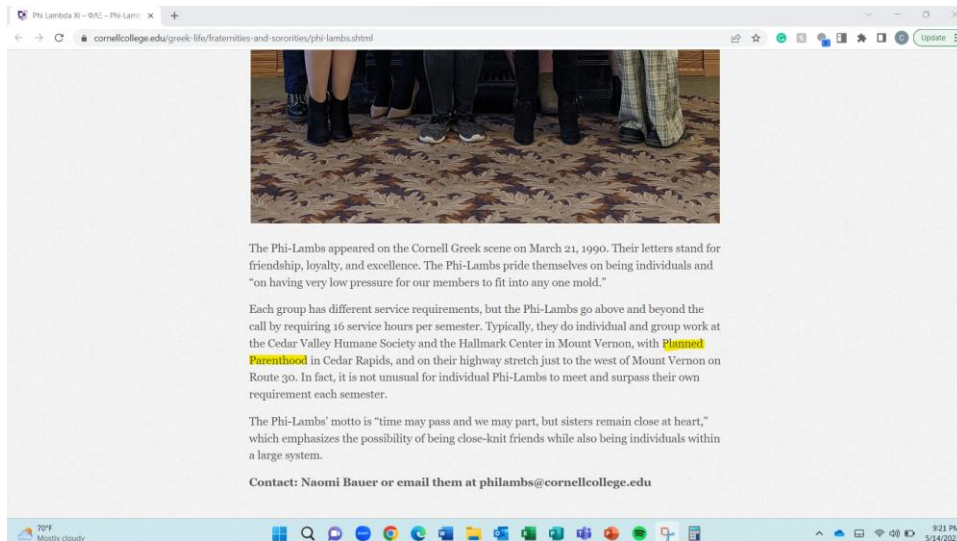 Phi Lambda Xi – ΦΛΞ – Phi-Lamb
cornellcollege.edu/greek-life/fraternities-and-sororities/phi-lambs.shtml
Update
The Phi-Lambs appeared on the Cornell Greek scene on March 21, 1990. Their letters stand for
friendship, loyalty, and excellence. The Phi-Lambs pride themselves on being individuals and
“on having very low pressure for our members to fit into any one mold.”
Each group has different service requirements, but the Phi-Lambs go above and beyond the
call by requiring 16 service hours per semester. Typically, they do individual and group work at
the Cedar Valley Humane Society and the Hallmark Center in Mount Vernon, with Planned
Parenthood in Cedar Rapids, and on their highway stretch just to the west of Mount Vernon on
Route 30. In fact, it is not unusual for individual Phi-Lambs to meet and surpass their own
requirement each semester.
The Phi-Lambs’ motto is “time may pass and we may part, but sisters remain close at heart,”
which emphasizes the possibility of being close-knit friends while also being individuals within
a large system.
Contact: Naomi Bauer or email them at philambs@cornellcollege.edu
70°F
Mostly cloudy
9:21 PM